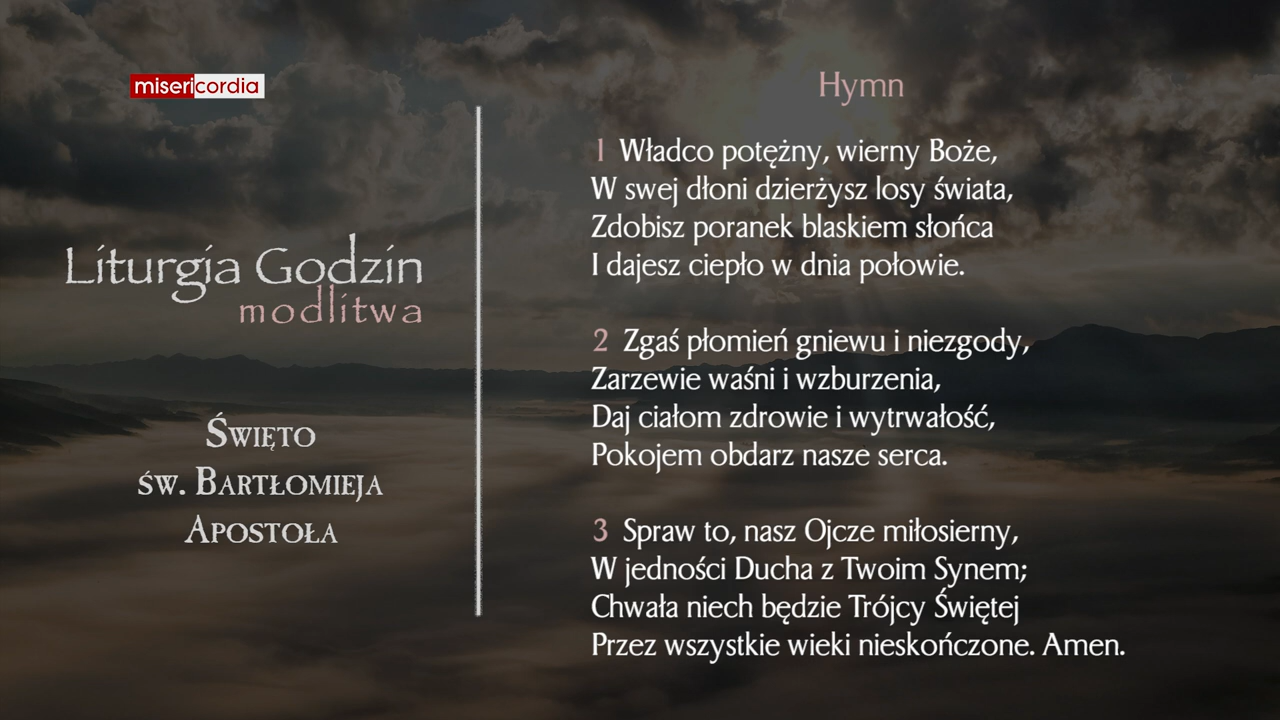 misericordia
Liturgia Godzin
modlitwa
Święto
św. Bartłomieja
Apostoła
Hymn
1 Władco potężny, wierny Boże,
W swej dłoni dzierżysz losy świata,
Zdobisz poranek blaskiem słońca
I dajesz ciepło w dnia połowie.
2 Zgaś płomień gniewu i niezgody,
Zarzewie waśni i wzburzenia,
Daj ciałom zdrowie i wytrwałość,
Pokojem obdarz nasze serca.
3 Spraw to, nasz Ojcze miłosierny,
W jedności Ducha z Twoim Synem;
Chwała niech będzie Trójcy Świętej
Przez wszystkie wieki nieskończone. Amen.